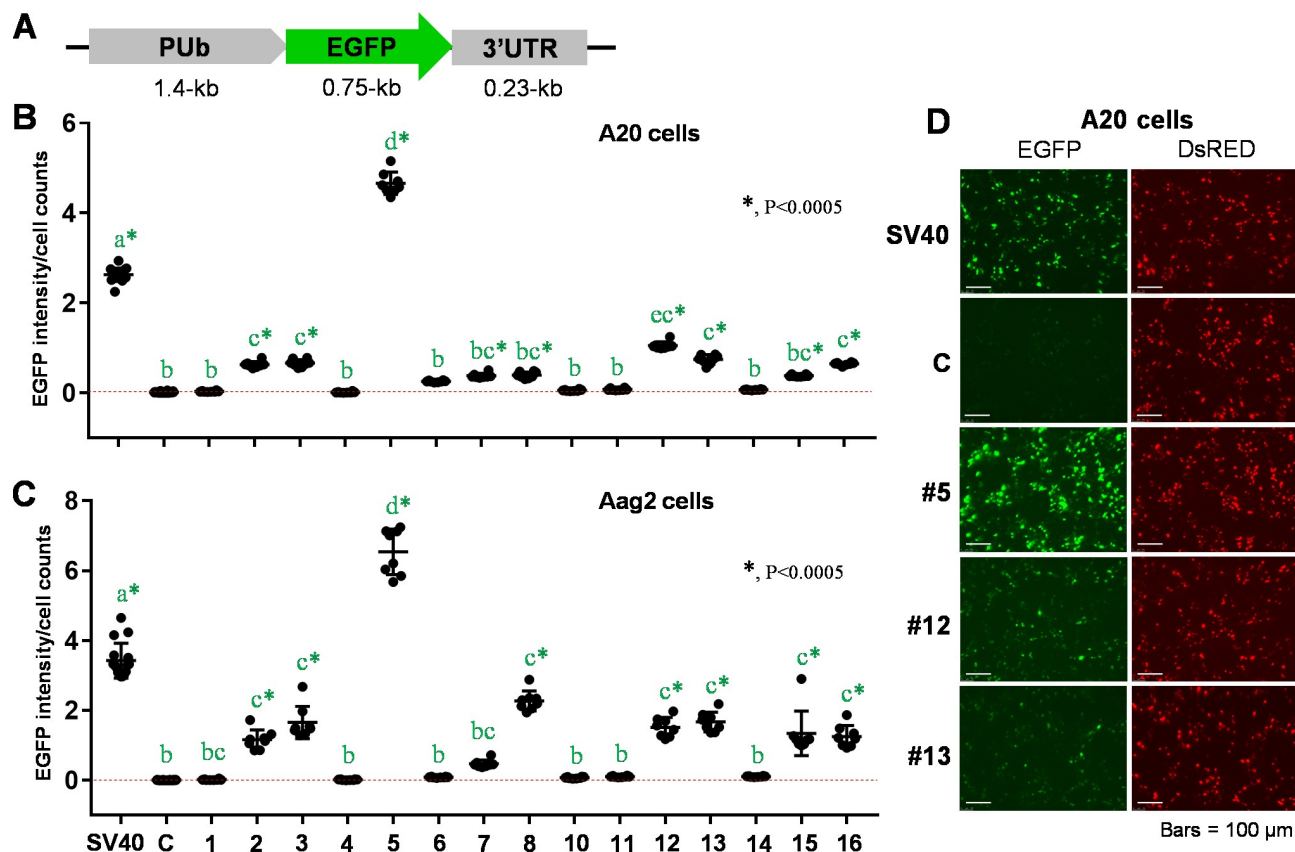 A
PUb EGFP 3'UTR
1.4-kb 0.75-kb 0.23-kb
B
A20 cells
EGFP intensity/cell counts
6
4
2
0
a* b b c* c* b d* b bc* bc* b b ec* c* b bc* c*
*, P<0.0005
C
Aag2 cells
EGFP intensity/cell counts
8
6
4
2
0
a* b bc c* c* b d* b bc c* b b c* c* b c* c*
*, P<0.0005
SV40 C 1 2 3 4 5 6 7 8 10 11 12 13 14 15 16
D
A20 cells
EGFP DsRED
SV40
C
#5
#12
#13
Bars = 100 µm